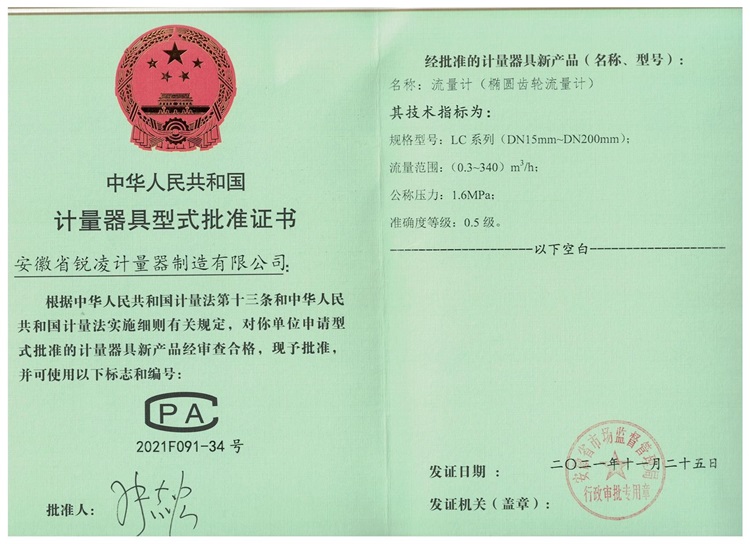 中华人民共和国
计量器具型式批准证书
安徽省锐凌计量器制造有限公司:
根据中华人民共和国计量法第十三条和中华人民
共和国计量法实施细则有关规定，对你单位申请型
式批准的计量器具新产品经审查合格，现予批准，
并可使用以下标志和编号：
CPA
2021F091-34 号
批准人：
经批准的计量器具新产品（名称、型号）：
名称：流量计（椭圆齿轮流量计）
其技术指标为：
规格型号：LC 系列（DN15mm~DN200mm）；
流量范围：（0.3~340）m³/h；
公称压力：1.6MPa；
准确度等级：0.5 级。
--------------------以下空白--------------------
安徽省市场监督管理局
行政审批专用章
发证日期： 二〇二一年十一月二十五日
发证机关（盖章）：